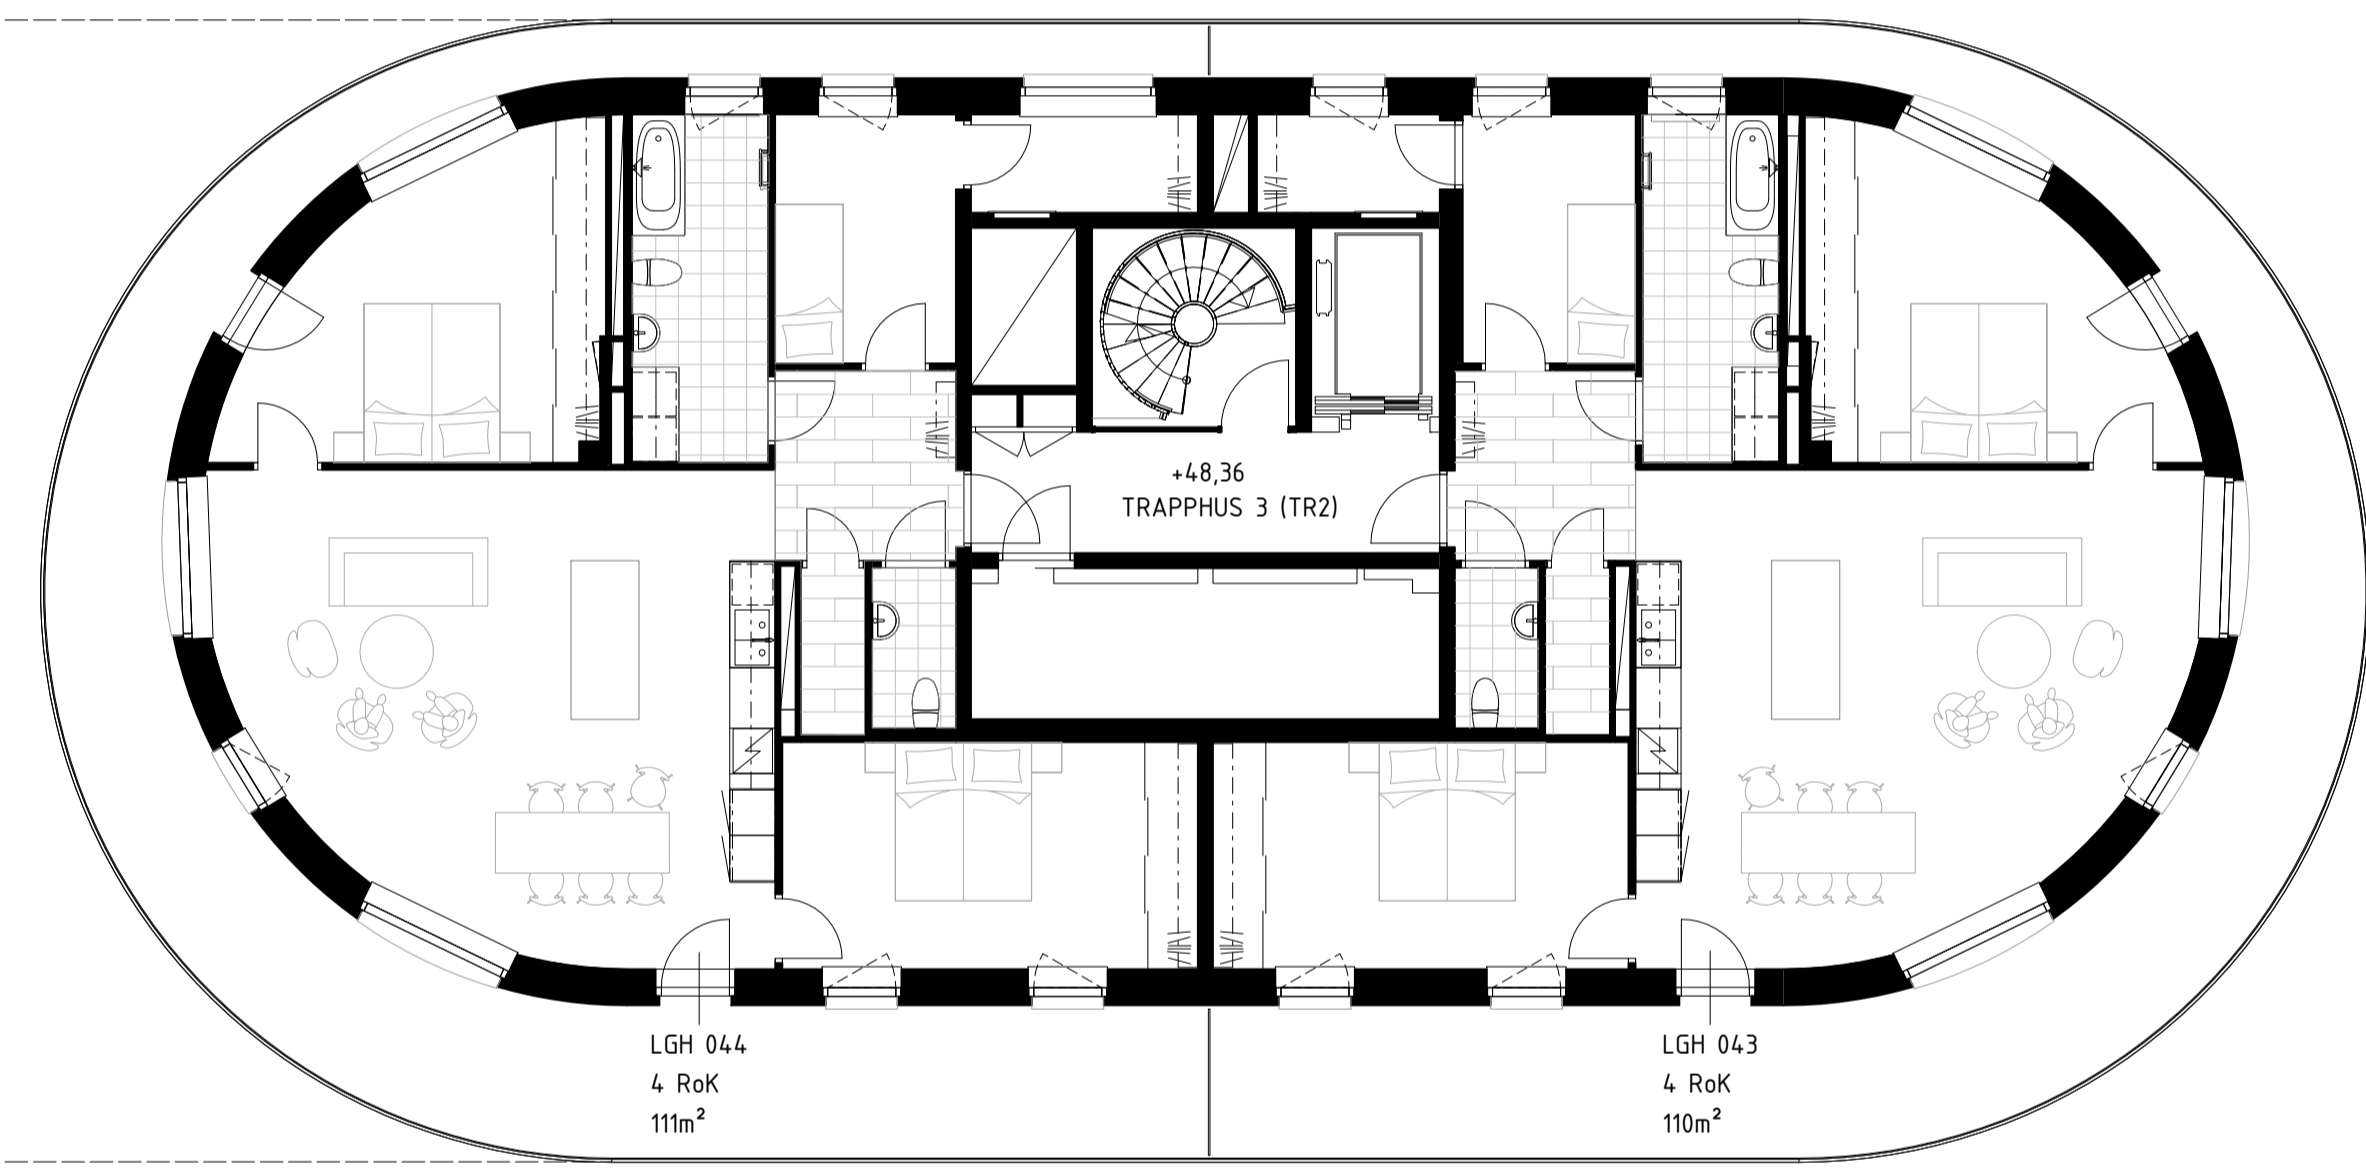 +48,36
TRAPPHUS 3 (TR2)
LGH 044
4 RoK
111m²
LGH 043
4 RoK
110m²